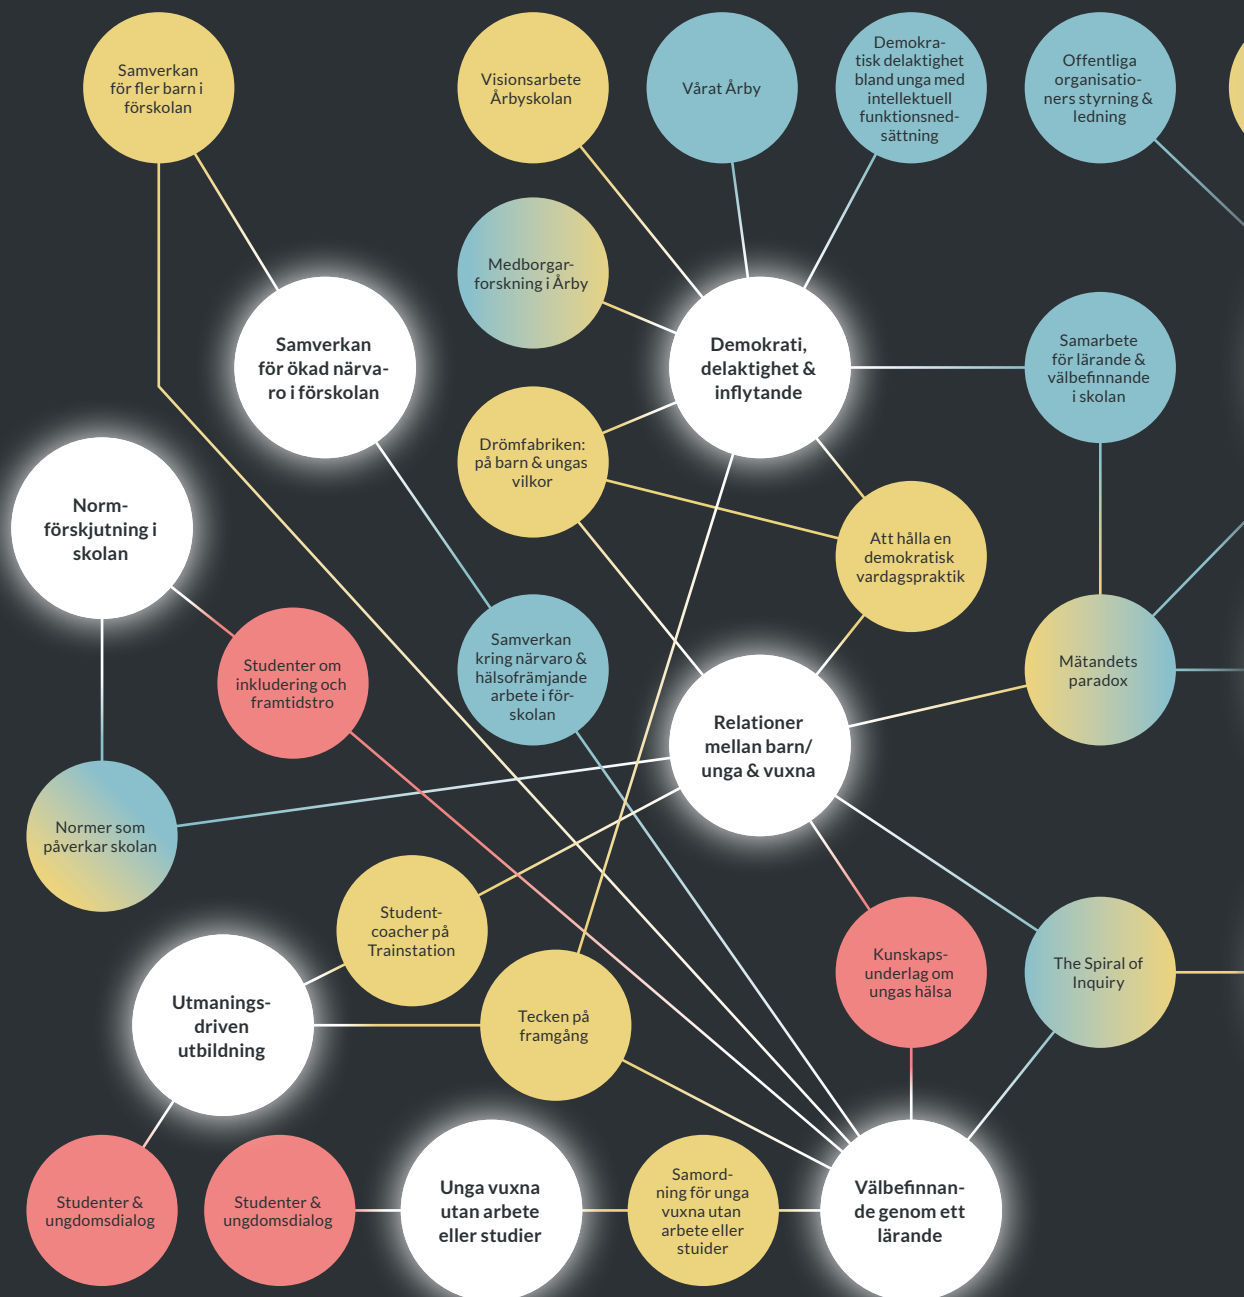 Samverkan
för fler barn i
förskolan
Visionsarbete
Årbyskolan
Vårat Årby
Demokra-
tisk delaktighet
bland unga med
intellektuell
funktionsned-
sättning
Offentliga
organisatio-
ners styrning &
ledning
Medborgar-
forskning i Årby
Samverkan
för ökad närva-
ro i förskolan
Demokrati,
delaktighet &
inflytande
Samarbete
för lärande &
välbefinnande
i skolan
Drömfabriken:
på barn & ungas
vilkor
Norm-
förskjutning i
skolan
Att hålla en
demokratisk
vardagspraktik
Studenter om
inkludering och
framtidstro
Samverkan
kring närvaro &
hälsofrämjande
arbete i för-
skolan
Mätandets
paradox
Relationer
mellan barn/
unga & vuxna
Normer som
påverkar skolan
Student-
coacher på
Trainstation
Kunskaps-
underlag om
ungas hälsa
The Spiral of
Inquiry
Utmanings-
driven
utbildning
Tecken på
framgång
Studenter &
ungdomsdialog
Studenter &
ungdomsdialog
Unga vuxna
utan arbete
eller studier
Samord-
ning för unga
vuxna utan
arbete eller
stuider
Välbefinnan-
de genom ett
lärande